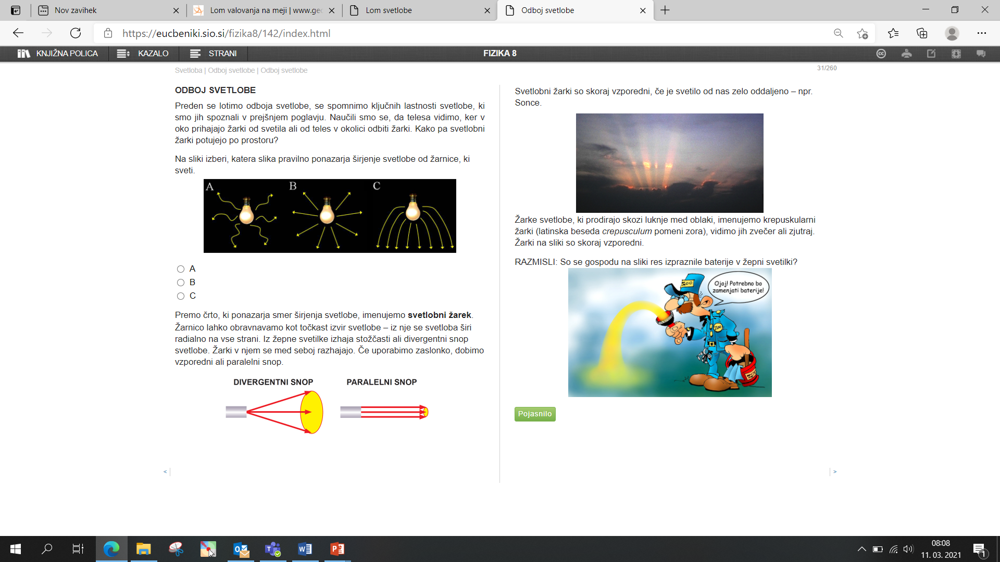 Nov zavihek
Lom valovanja na meji | www.geo
Lom svetlobe
Odboj svetlobe
https://eucbeniki.sio.si/fizika8/142/index.html
KNJIŽNA POLICA
KAZALO
STRANI
FIZIKA 8
Svetloba | Odboj svetlobe | Odboj svetlobe
31/260
ODBOJ SVETLOBE
Preden se lotimo odboja svetlobe, se spomnimo ključnih lastnosti svetlobe, ki
smo jih spoznali v prejšnjem poglavju. Naučili smo se, da telesa vidimo, ker v
oko prihajajo žarki od svetila ali od teles v okolici odbiti žarki. Kako pa svetlobni
žarki potujejo po prostoru?
Na sliki izberi, katera slika pravilno ponazarja širjenje svetlobe od žarnice, ki
sveti.
A B C
A
B
C
Premo črto, ki ponazarja smer širjenja svetlobe, imenujemo svetlobni žarek.
Žarnico lahko obravnavamo kot točkast izvir svetlobe – iz nje se svetloba širi
radialno na vse strani. Iz žepne svetilke izhaja stožčasti ali divergentni snop
svetlobe. Žarki v njem se med seboj razhajajo. Če uporabimo zaslonko, dobimo
vzporedni ali paralelni snop.
DIVERGENTNI SNOP
PARALELNI SNOP
Svetlobni žarki so skoraj vzporedni, če je svetilo od nas zelo oddaljeno – npr.
Sonce.
Žarke svetlobe, ki prodirajo skozi luknje med oblaki, imenujemo krepuskularni
žarki (latinska beseda crepusculum pomeni zora), vidimo jih zvečer ali zjutraj.
Žarki na sliki so skoraj vzporedni.
RAZMISLI: So se gospodu na sliki res izpraznile baterije v žepni svetilki?
Ojoj! Potrebno bo
zamenjati baterije!
ZOO
ZOO
ZOO
Pojasnilo
<
>
08:08
11. 03. 2021
1